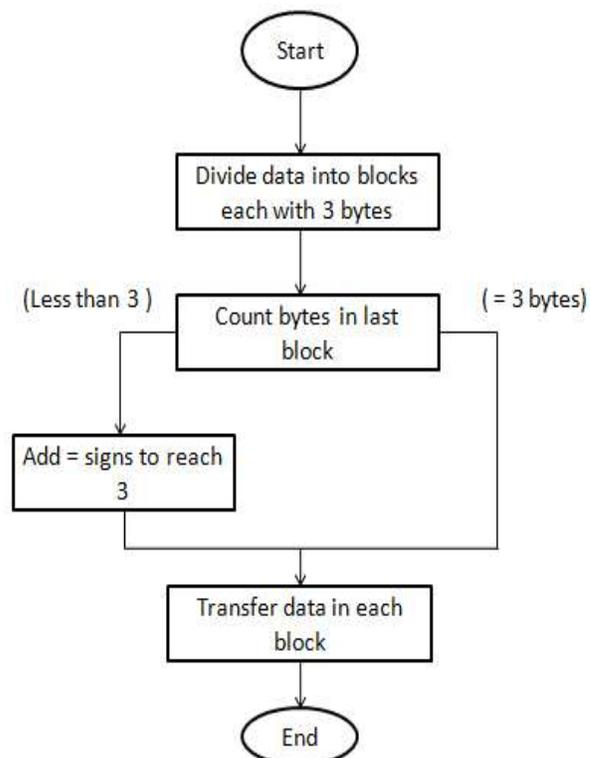 Start
Divide data into blocks
each with 3 bytes
(Less than 3 )
( = 3 bytes)
Count bytes in last
block
Add = signs to reach
3
Transfer data in each
block
End